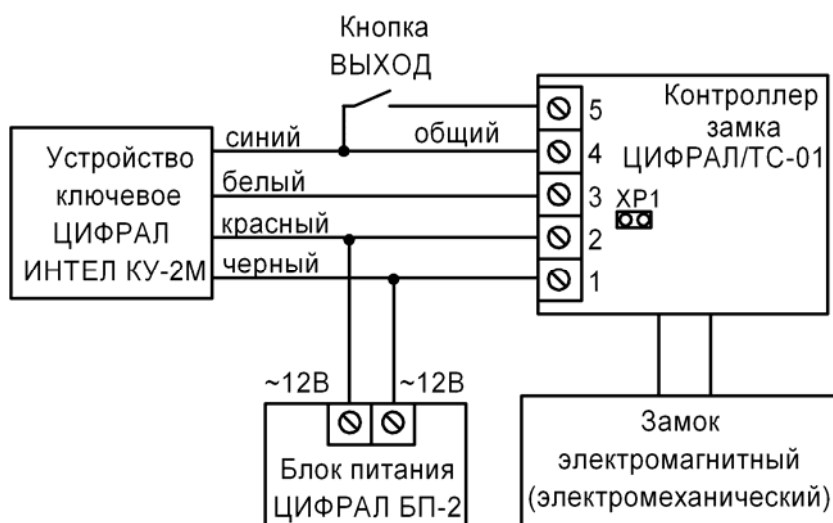 Кнопка
ВЫХОД
Устройство
ключевое
ЦИФРАЛ
ИНТЕЛ КУ-2М
синий
общий
белый
красный
черный
5
4
3
2
1
Контроллер
замка
ЦИФРАЛ/ТС-01
XP1
~12В
~12В
Блок питания
ЦИФРАЛ БП-2
Замок
электромагнитный
(электромеханический)